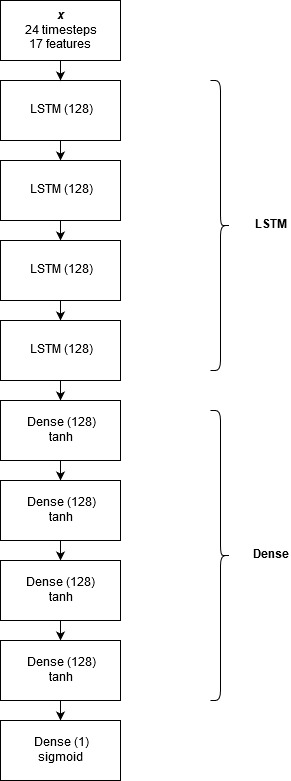 x
24 timesteps
17 features
LSTM (128)
LSTM (128)
LSTM (128)
LSTM (128)
LSTM
Dense (128)
tanh
Dense (128)
tanh
Dense (128)
tanh
Dense (128)
tanh
Dense
Dense (1)
sigmoid